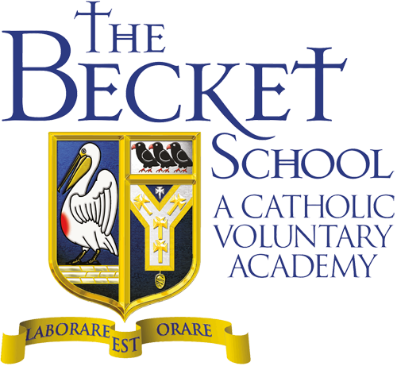 THE
BECKET
SCHOOL
A CATHOLIC
VOLUNTARY
ACADEMY
LABORARE EST ORARE